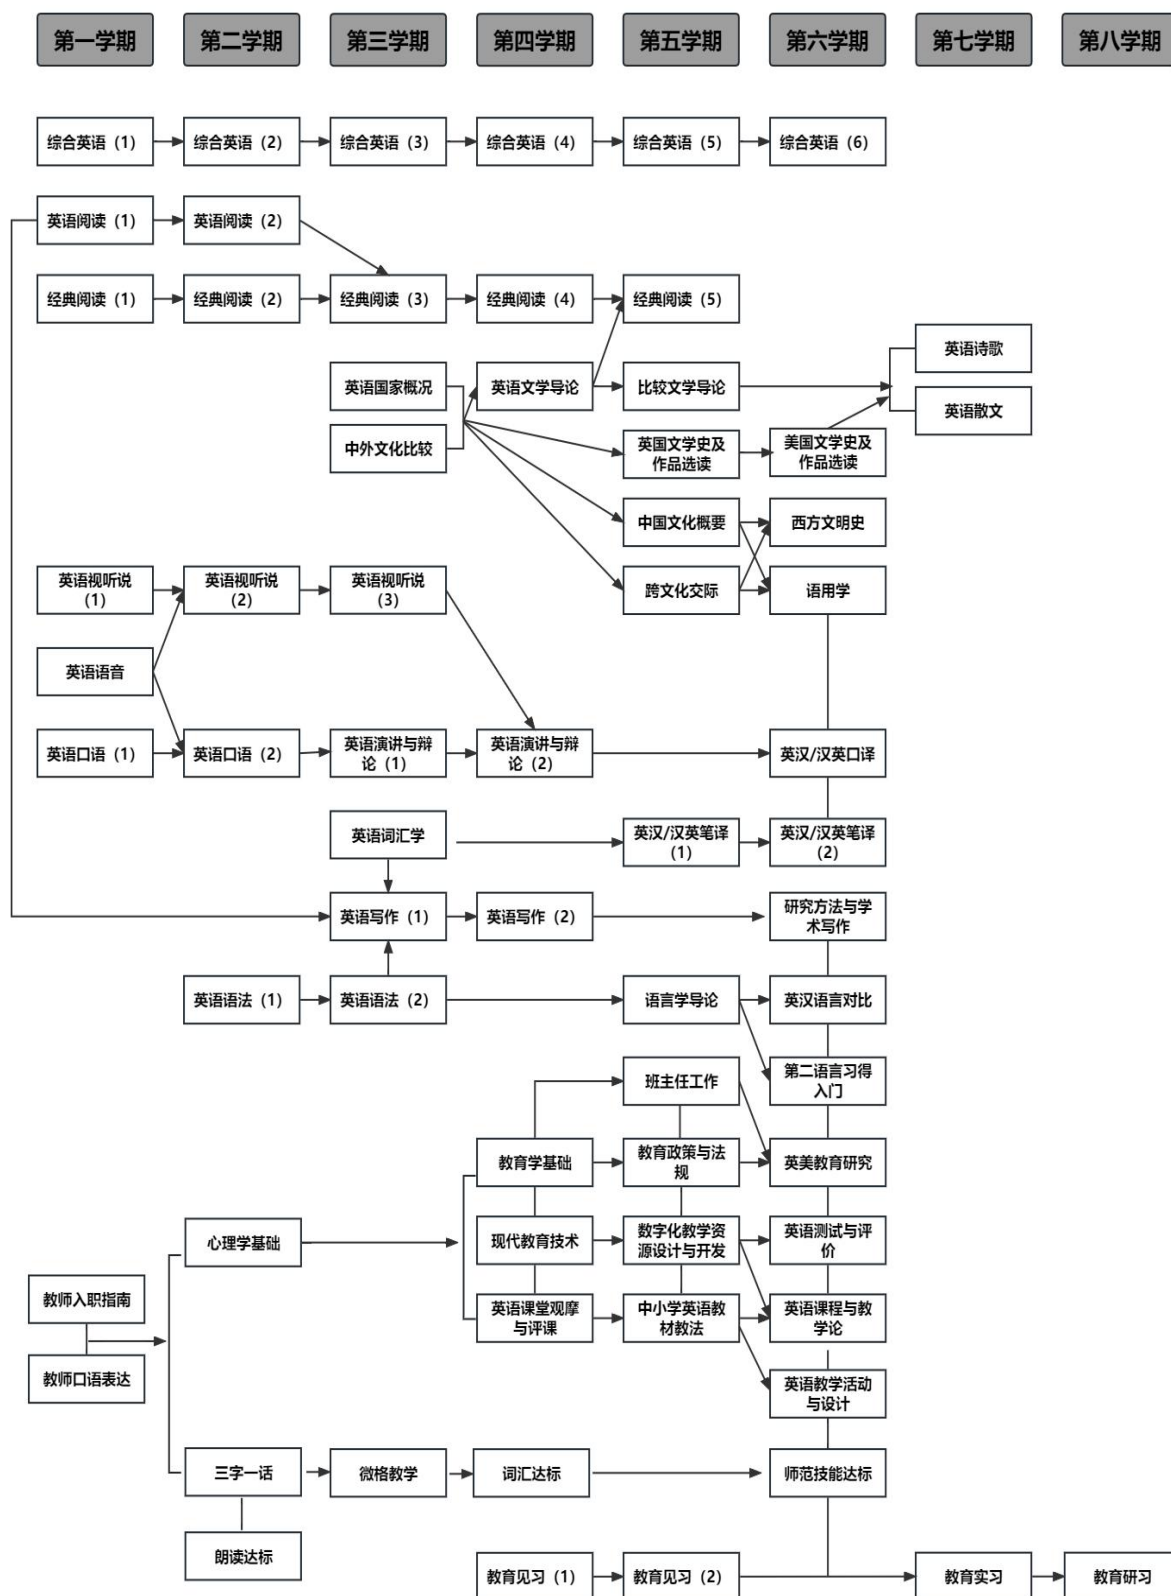 第一学期
第二学期
第三学期
第四学期
第五学期
第六学期
第七学期
第八学期
综合英语（1）
综合英语（2）
综合英语（3）
综合英语（4）
综合英语（5）
综合英语（6）
英语阅读（1）
英语阅读（2）
经典阅读（1）
经典阅读（2）
经典阅读（3）
经典阅读（4）
经典阅读（5）
英语诗歌
英语国家概况
英语文学导论
比较文学导论
英语散文
中外文化比较
英国文学史及
作品选读
美国文学史及
作品选读
中国文化概要
西方文明史
英语视听说
（1）
英语视听说
（2）
英语视听说
（3）
跨文化交际
语用学
英语语音
英语口语（1）
英语口语（2）
英语演讲与辩
论（1）
英语演讲与辩
论（2）
英汉/汉英口译
英语词汇学
英汉/汉英笔译
（1）
英汉/汉英笔译
（2）
英语写作（1）
英语写作（2）
研究方法与学
术写作
英语语法（1）
英语语法（2）
语言学导论
英汉语言对比
班主任工作
第二语言习得
入门
教育学基础
教育政策与法
规
英美教育研究
心理学基础
现代教育技术
数字化教学资
源设计与开发
英语测试与评
价
教师入职指南
英语课堂观摩
与评课
中小学英语教
材教法
英语课程与教
学论
教师口语表达
英语教学活动
与设计
三字一话
微格教学
词汇达标
师范技能达标
朗读达标
教育见习（1）
教育见习（2）
教育实习
教育研习